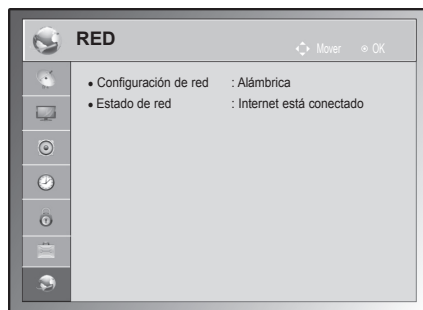 RED
Mover OK
• Configuración de red : Alámbrica
• Estado de red : Internet está conectado